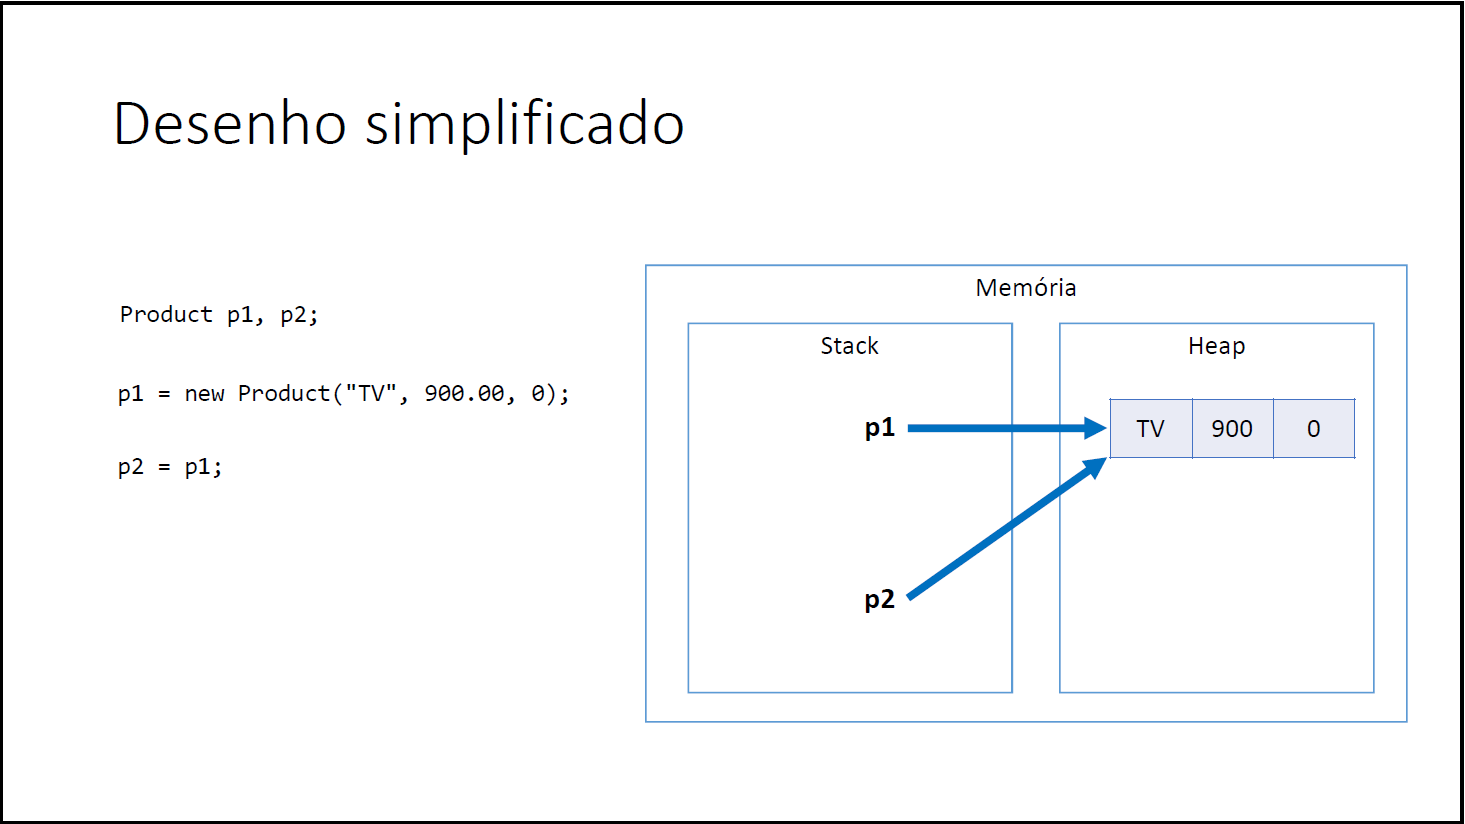 Desenho simplificado
Product p1, p2;
p1 = new Product("TV", 900.00, 0);
p2 = p1;
Memória
Stack
Heap
p1
TV 900 0
p2